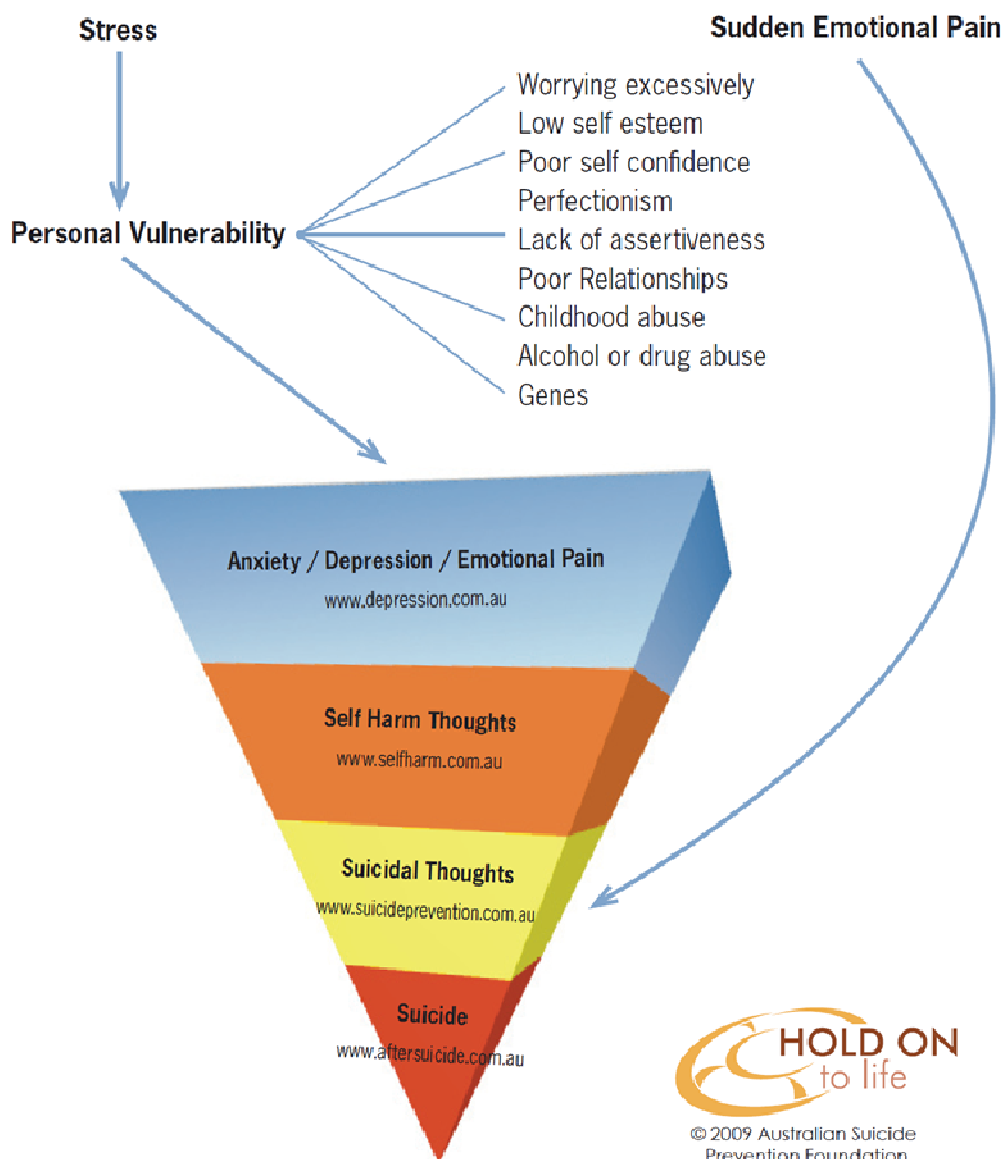 Stress
Sudden Emotional Pain
Worrying excessively
Low self esteem
Poor self confidence
Perfectionism
Personal Vulnerability
Lack of assertiveness
Poor Relationships
Childhood abuse
Alcohol or drug abuse
Genes
Anxiety / Depression / Emotional Pain
www.depression.com.au
Self Harm Thoughts
www.selfharm.com.au
Suicidal Thoughts
www.suicideprevention.com.au
Suicide
www.aftersuicide.com.au
HOLD ON
to life
© 2009 Australian Suicide
Prevention Foundation